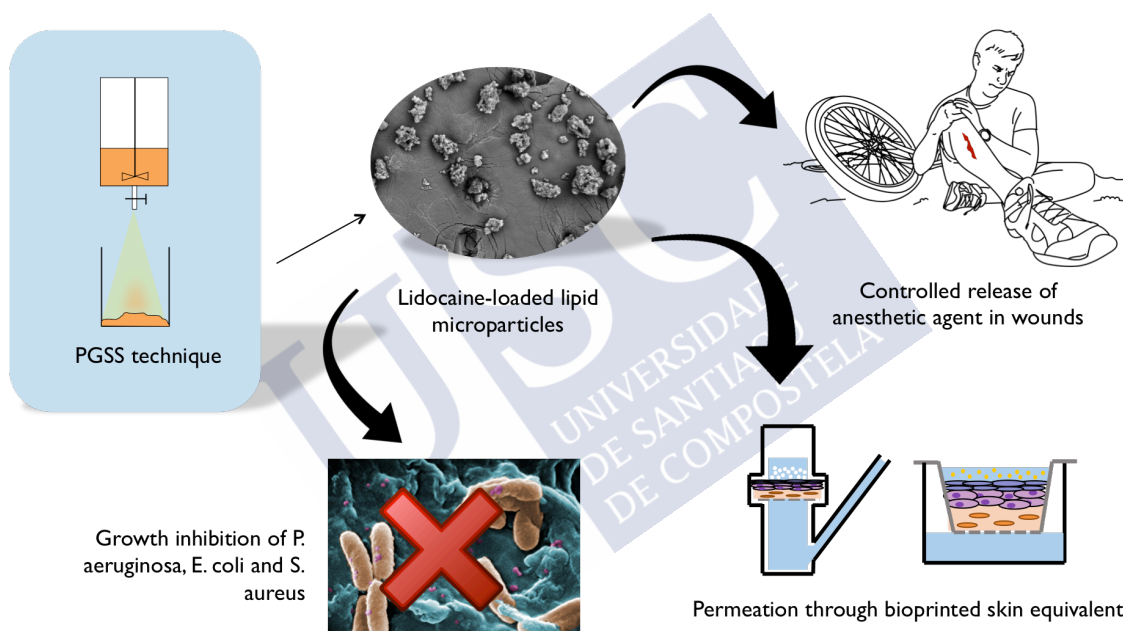 PGSS technique
Lidocaine-loaded lipid
microparticles
Controlled release of
anesthetic agent in wounds
Growth inhibition of P.
aeruginosa, E. coli and S.
aureus
Permeation through bioprinted skin equivalent
USC
UNIVERSIDADE
DE SANTIAGO
DE COMPOSTELA